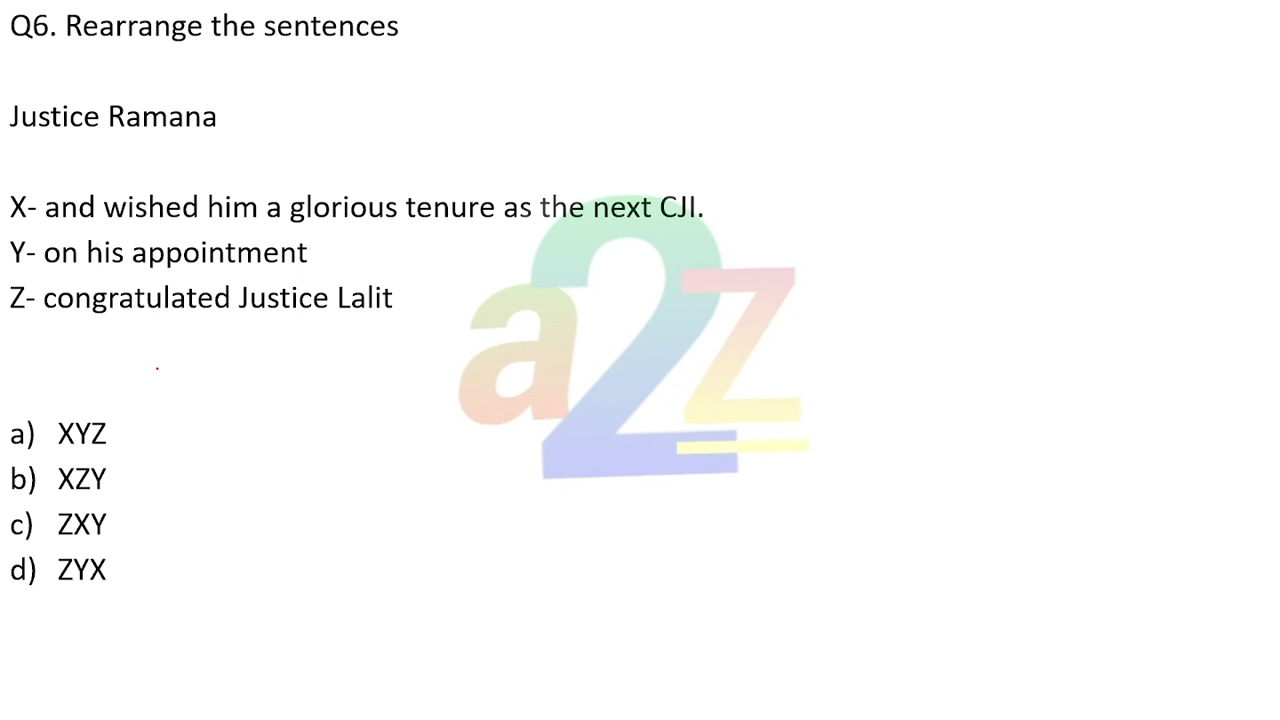 Q6. Rearrange the sentences
Justice Ramana
X- and wished him a glorious tenure as the next CJI.
Y- on his appointment
Z- congratulated Justice Lalit
a2z
a) XYZ
b) XZY
c) ZXY
d) ZYX